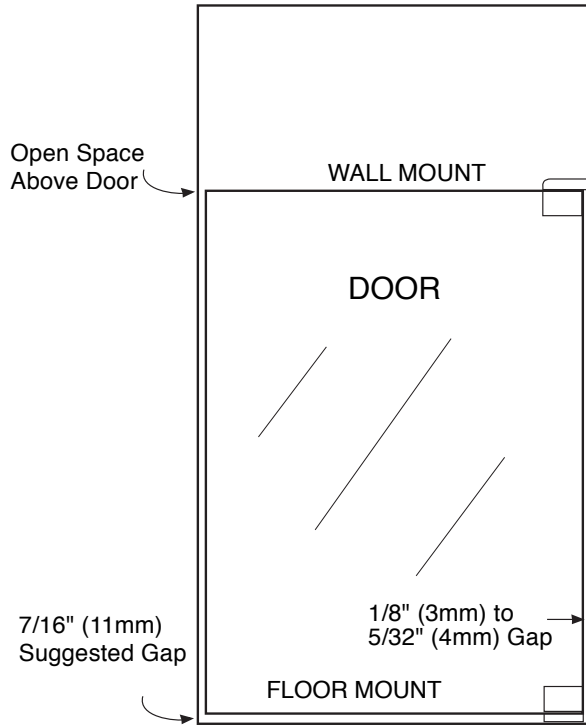 Open Space
Above Door
WALL MOUNT
DOOR
7/16" (11mm)
Suggested Gap
1/8" (3mm) to
5/32" (4mm) Gap
FLOOR MOUNT